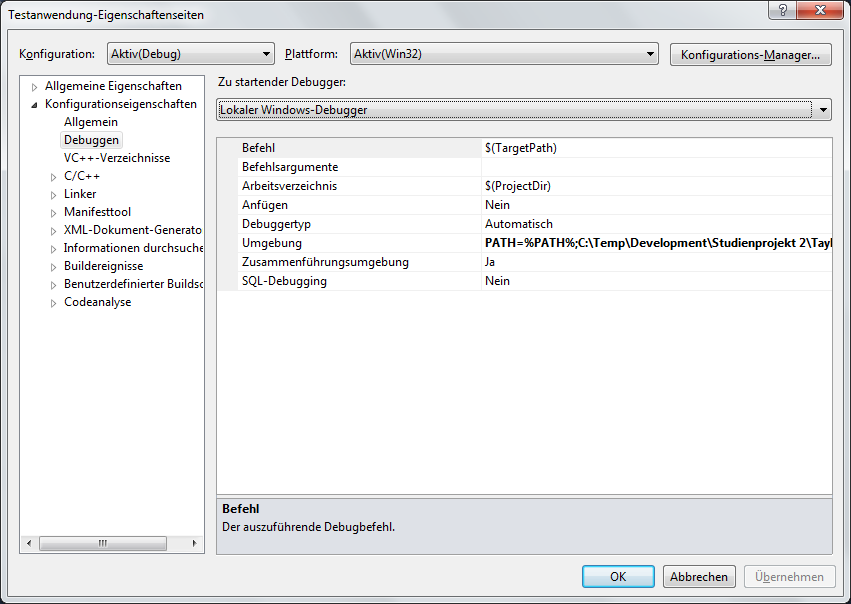 Testanwendung-Eigenschaftenseiten
Konfiguration: Aktiv(Debug) Plattform: Aktiv(Win32) Konfigurations-Manager...
Allgemeine Eigenschaften
Konfigurationseigenschaften
Allgemein
Debuggen
VC++-Verzeichnisse
C/C++
Linker
Manifesttool
XML-Dokument-Generato
Informationen durchsuche
Buildereignisse
Benutzerdefinierter Buildsc
Codeanalyse
Zu startender Debugger:
Lokaler Windows-Debugger
Befehl $(TargetPath)
Befehlsargumente
Arbeitsverzeichnis $(ProjectDir)
Anfügen Nein
Debuggertyp Automatisch
Umgebung PATH=%PATH%;C:\Temp\Development\Studienprojekt 2\Tayl
Zusammenführungsumgebung Ja
SQL-Debugging Nein
Befehl
Der auszuführende Debugbefehl.
OK Abbrechen Übernehmen